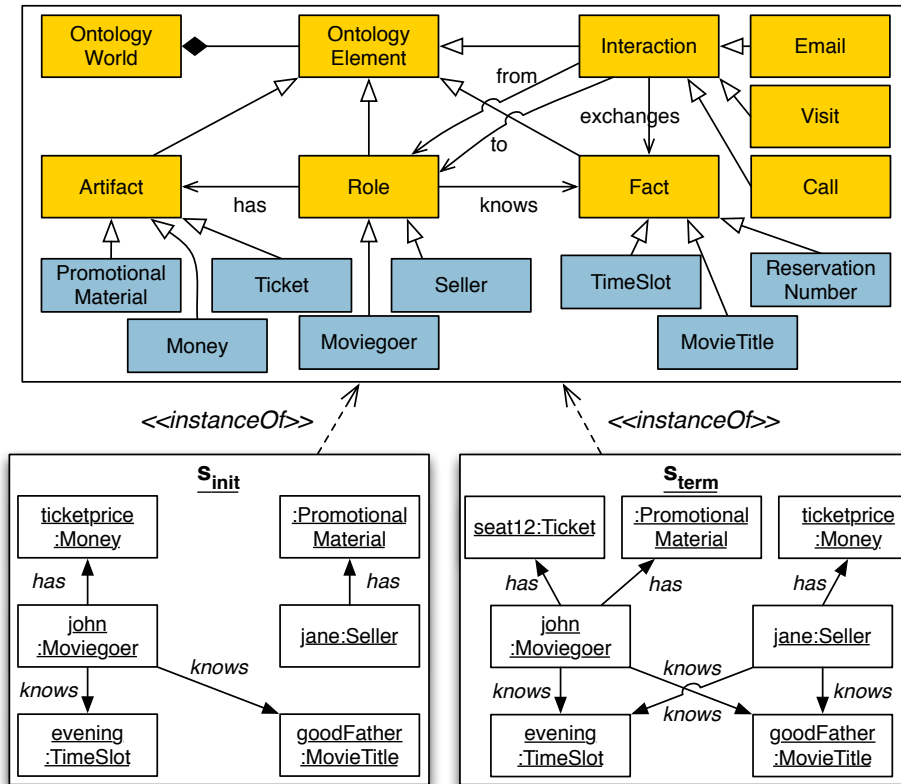 Ontology
World
Ontology
Element
Interaction
Email
from
Visit
exchanges
to
Artifact
Role
Fact
Call
has
knows
Promotional
Material
Ticket
Seller
TimeSlot
Reservation
Number
Money
Moviegoer
MovieTitle
<<instanceOf>>
<<instanceOf>>
s_init
ticketprice
:Money
:Promotional
Material
has
has
john
:Moviegoer
jane:Seller
knows
knows
evening
:TimeSlot
goodFather
:MovieTitle
s_term
seat12:Ticket
:Promotional
Material
ticketprice
:Money
has
has
has
john
:Moviegoer
jane:Seller
knows
knows
knows
knows
evening
:TimeSlot
goodFather
:MovieTitle